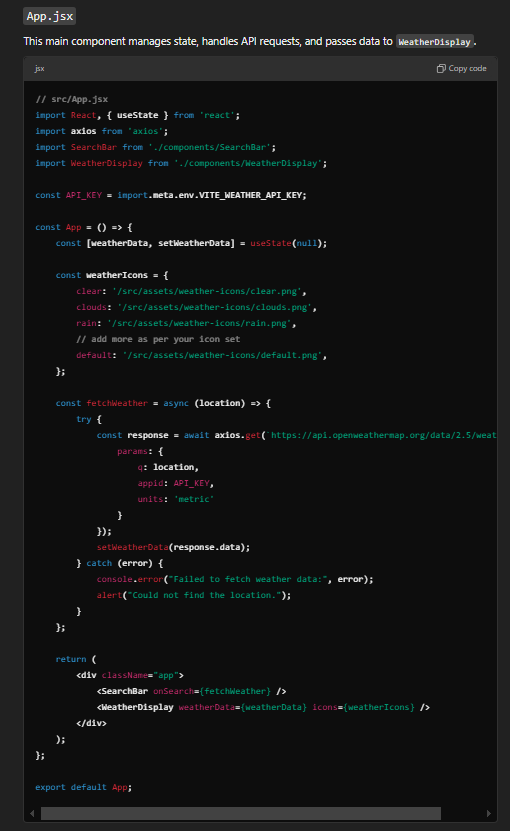 App.jsx
This main component manages state, handles API requests, and passes data to WeatherDisplay.
jsx
Copy code
// src/App.jsx
import React, { useState } from 'react';
import axios from 'axios';
import SearchBar from './components/SearchBar';
import WeatherDisplay from './components/WeatherDisplay';
const API_KEY = import.meta.env.VITE_WEATHER_API_KEY;
const App = () => {
const [weatherData, setWeatherData] = useState(null);
const weatherIcons = {
clear: '/src/assets/weather-icons/clear.png',
clouds: '/src/assets/weather-icons/clouds.png',
rain: '/src/assets/weather-icons/rain.png',
// add more as per your icon set
default: '/src/assets/weather-icons/default.png',
};
const fetchWeather = async (location) => {
try {
const response = await axios.get(`https://api.openweathermap.org/data/2.5/weat
params: {
q: location,
appid: API_KEY,
units: 'metric'
}
});
setWeatherData(response.data);
} catch (error) {
console.error("Failed to fetch weather data:", error);
alert("Could not find the location.");
}
};
return (
<div className="app">
<SearchBar onSearch={fetchWeather} />
<WeatherDisplay weatherData={weatherData} icons={weatherIcons} />
</div>
);
};
export default App;